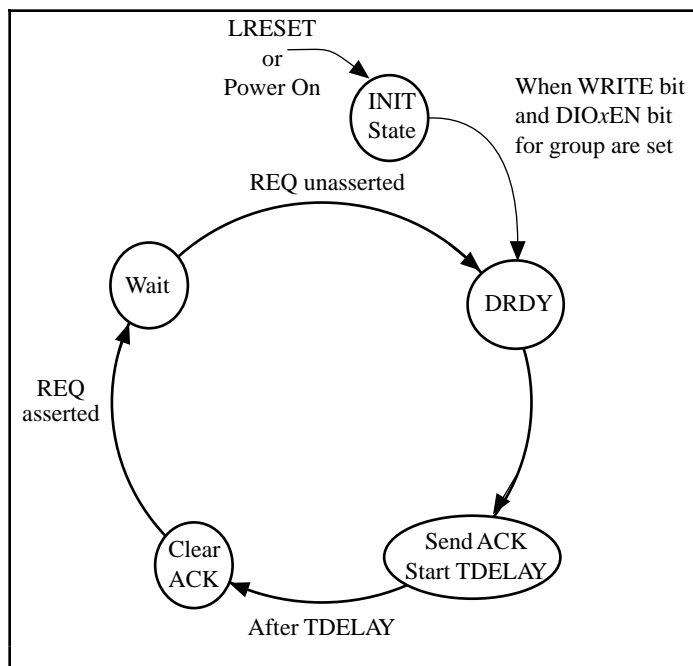 LRESET
or
Power On
INIT
State
When WRITE bit
and DIOxEN bit
for group are set
REQ unasserted
Wait
DRDY
REQ
asserted
Clear
ACK
Send ACK
Start TDELAY
After TDELAY